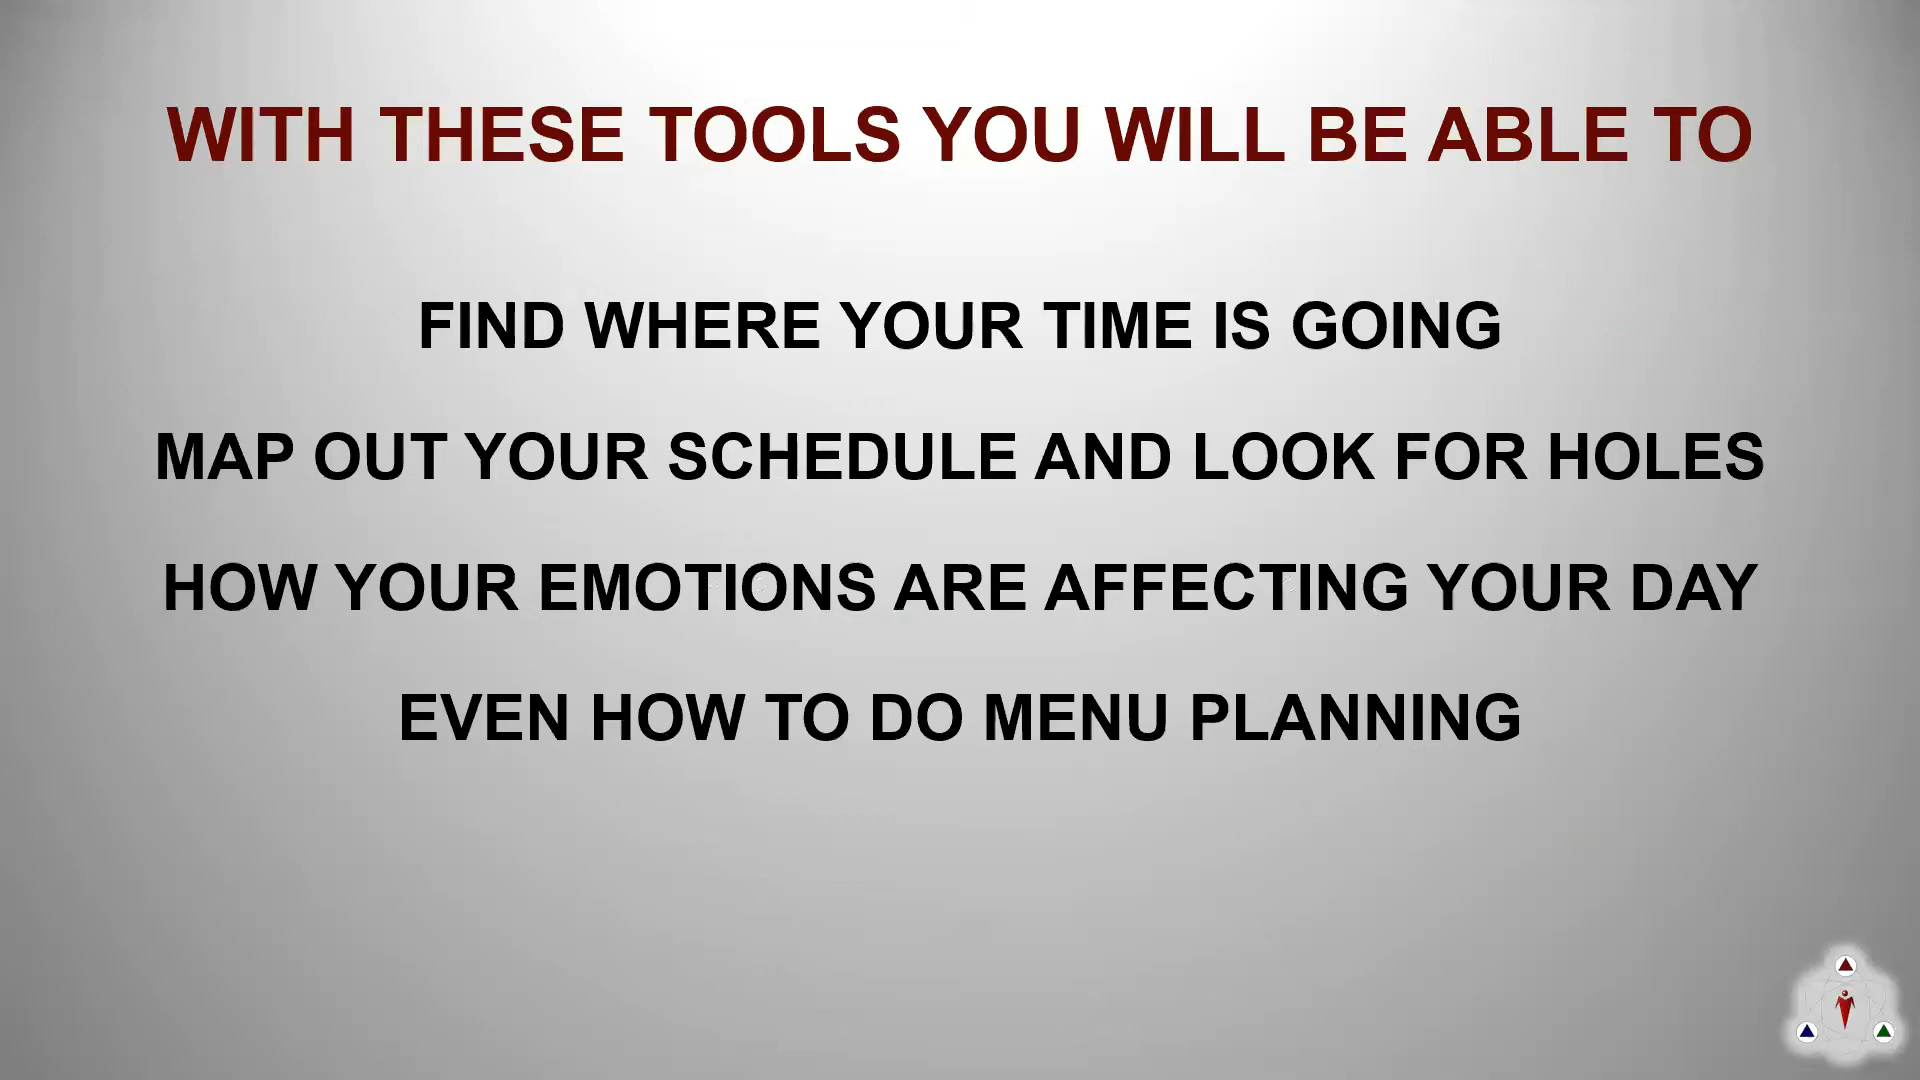 WITH THESE TOOLS YOU WILL BE ABLE TO
FIND WHERE YOUR TIME IS GOING
MAP OUT YOUR SCHEDULE AND LOOK FOR HOLES
HOW YOUR EMOTIONS ARE AFFECTING YOUR DAY
EVEN HOW TO DO MENU PLANNING